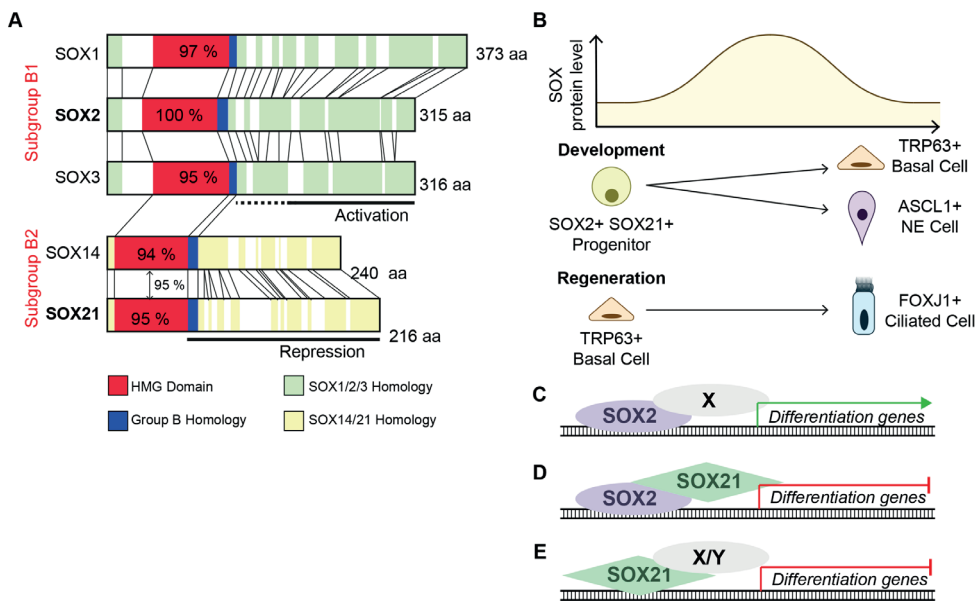 A
Subgroup B1
SOX1
97 %
373 aa
SOX2
100 %
315 aa
SOX3
95 %
316 aa
Activation
Subgroup B2
SOX14
94 %
240 aa
95 %
SOX21
95 %
216 aa
Repression
HMG Domain
SOX1/2/3 Homology
Group B Homology
SOX14/21 Homology
B
SOX
protein level
Development
SOX2+ SOX21+
Progenitor
TRP63+
Basal Cell
ASCL1+
NE Cell
Regeneration
TRP63+
Basal Cell
FOXJ1+
Ciliated Cell
C
SOX2
X
Differentiation genes
D
SOX2
SOX21
Differentiation genes
E
SOX21
X/Y
Differentiation genes